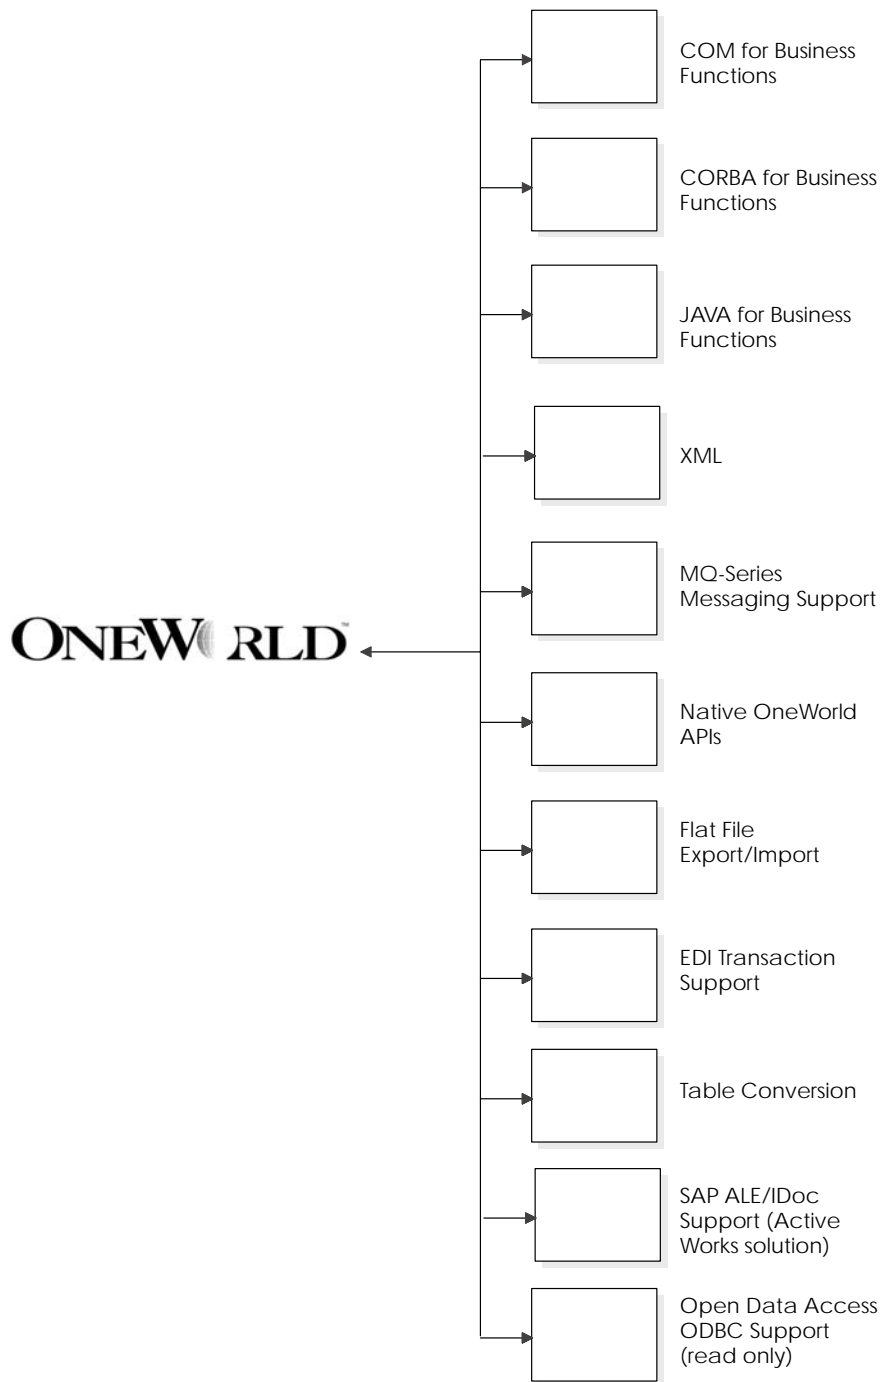 COM for Business
Functions
CORBA for Business
Functions
JAVA for Business
Functions
XML
MQ-Series
Messaging Support
ONEWORLD™
Native OneWorld
APIs
Flat File
Export/Import
EDI Transaction
Support
Table Conversion
SAP ALE/IDoc
Support (Active
Works solution)
Open Data Access
ODBC Support
(read only)